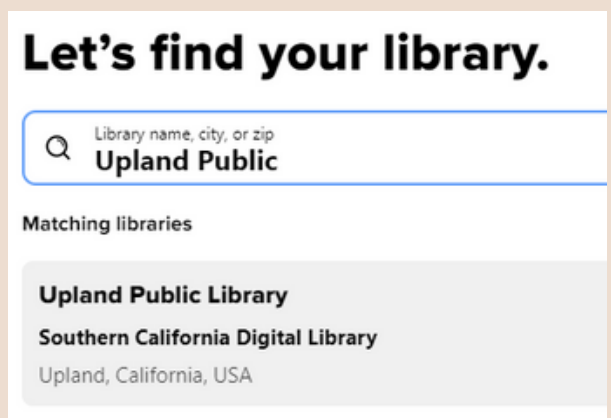 Let's find your library.
Library name, city, or zip
Upland Public
Matching libraries
Upland Public Library
Southern California Digital Library
Upland, California, USA